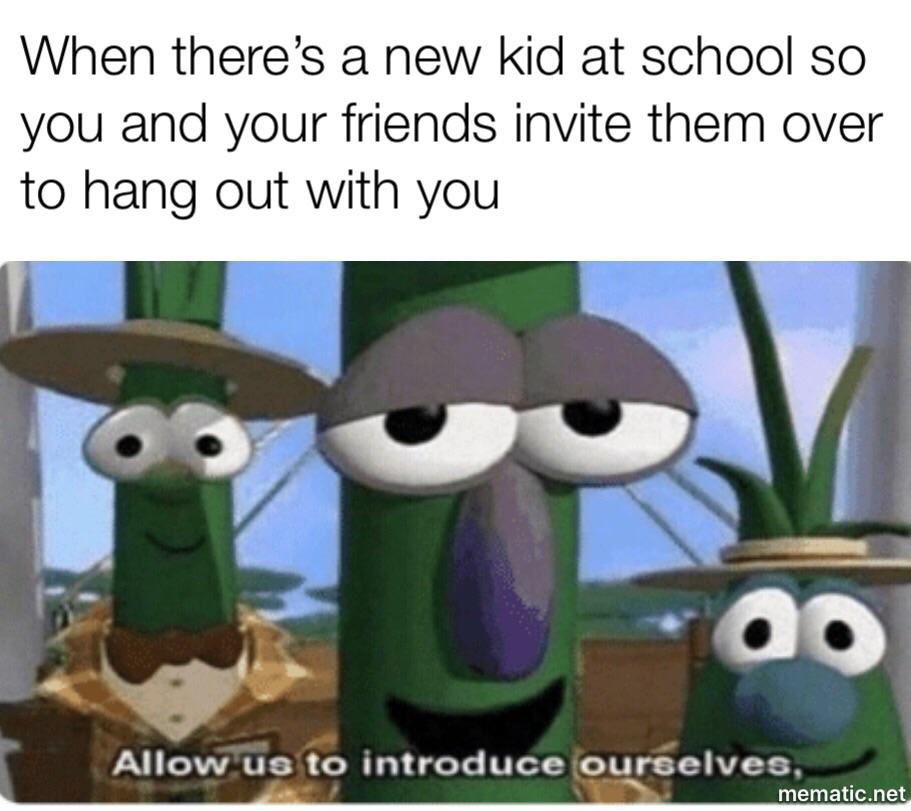 When there’s a new kid at school so
you and your friends invite them over
to hang out with you
Allow us to introduce ourselves,
mematic.net